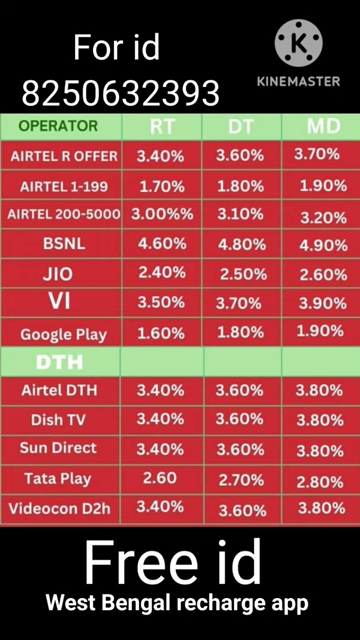 For id
8250632393
K
KINEMASTER
OPERATOR RT DT MD
AIRTEL R OFFER 3.40% 3.60% 3.70%
AIRTEL 1-199 1.70% 1.80% 1.90%
AIRTEL 200-5000 3.00%% 3.10% 3.20%
BSNL 4.60% 4.80% 4.90%
JIO 2.40% 2.50% 2.60%
VI 3.50% 3.70% 3.90%
Google Play 1.60% 1.80% 1.90%
DTH
Airtel DTH 3.40% 3.60% 3.80%
Dish TV 3.40% 3.60% 3.80%
Sun Direct 3.40% 3.60% 3.80%
Tata Play 2.60 2.70% 2.80%
Videocon D2h 3.40% 3.60% 3.80%
Free id
West Bengal recharge app